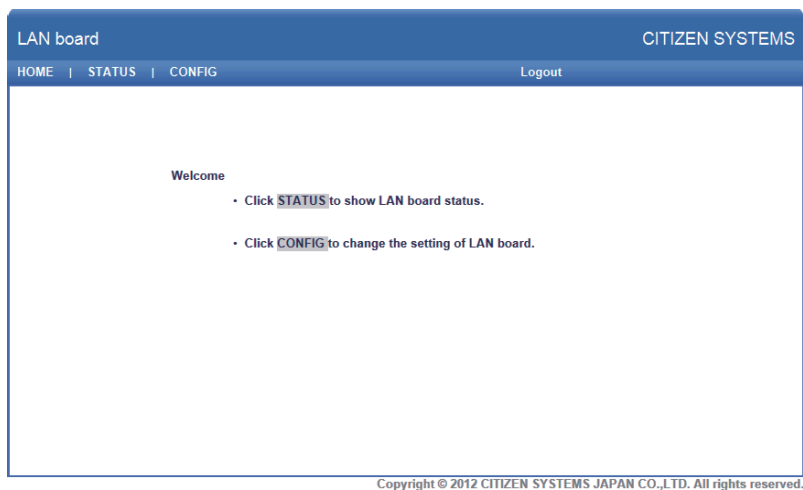 LAN board CITIZEN SYSTEMS
HOME | STATUS | CONFIG Logout
Welcome
• Click STATUS to show LAN board status.
• Click CONFIG to change the setting of LAN board.
Copyright © 2012 CITIZEN SYSTEMS JAPAN CO.,LTD. All rights reserved.